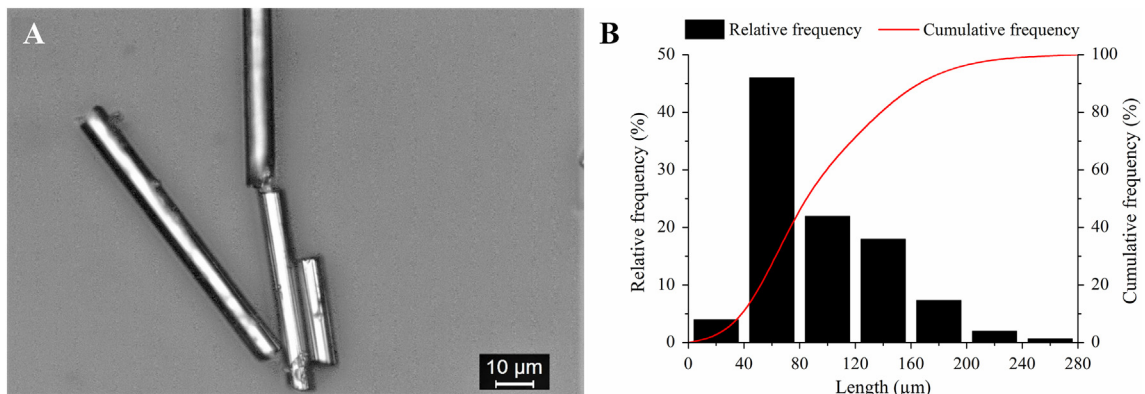 A
10 µm
B
Relative frequency
Cumulative frequency
50
40
30
20
10
0
Relative frequency (%)
100
80
60
40
20
0
Cumulative frequency (%)
0 40 80 120 160 200 240 280
Length (µm)